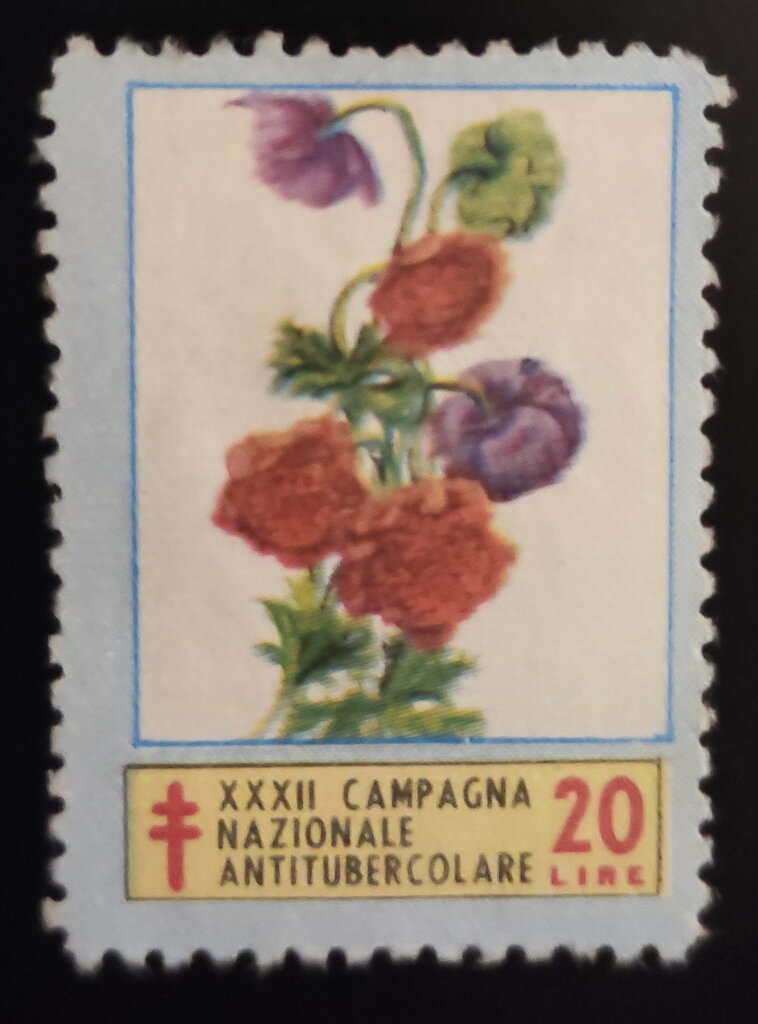 XXXII CAMPAGNA
NAZIONALE
ANTITUBERCOLARE
20
LIRE